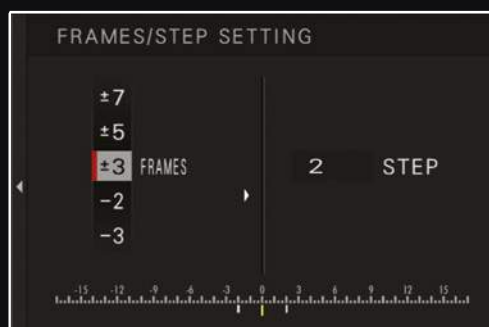 FRAMES/STEP SETTING
±7
±5
±3 FRAMES
-2
-3
2 STEP
-15 -12 -9 -6 -3 0 3 6 9 12 15